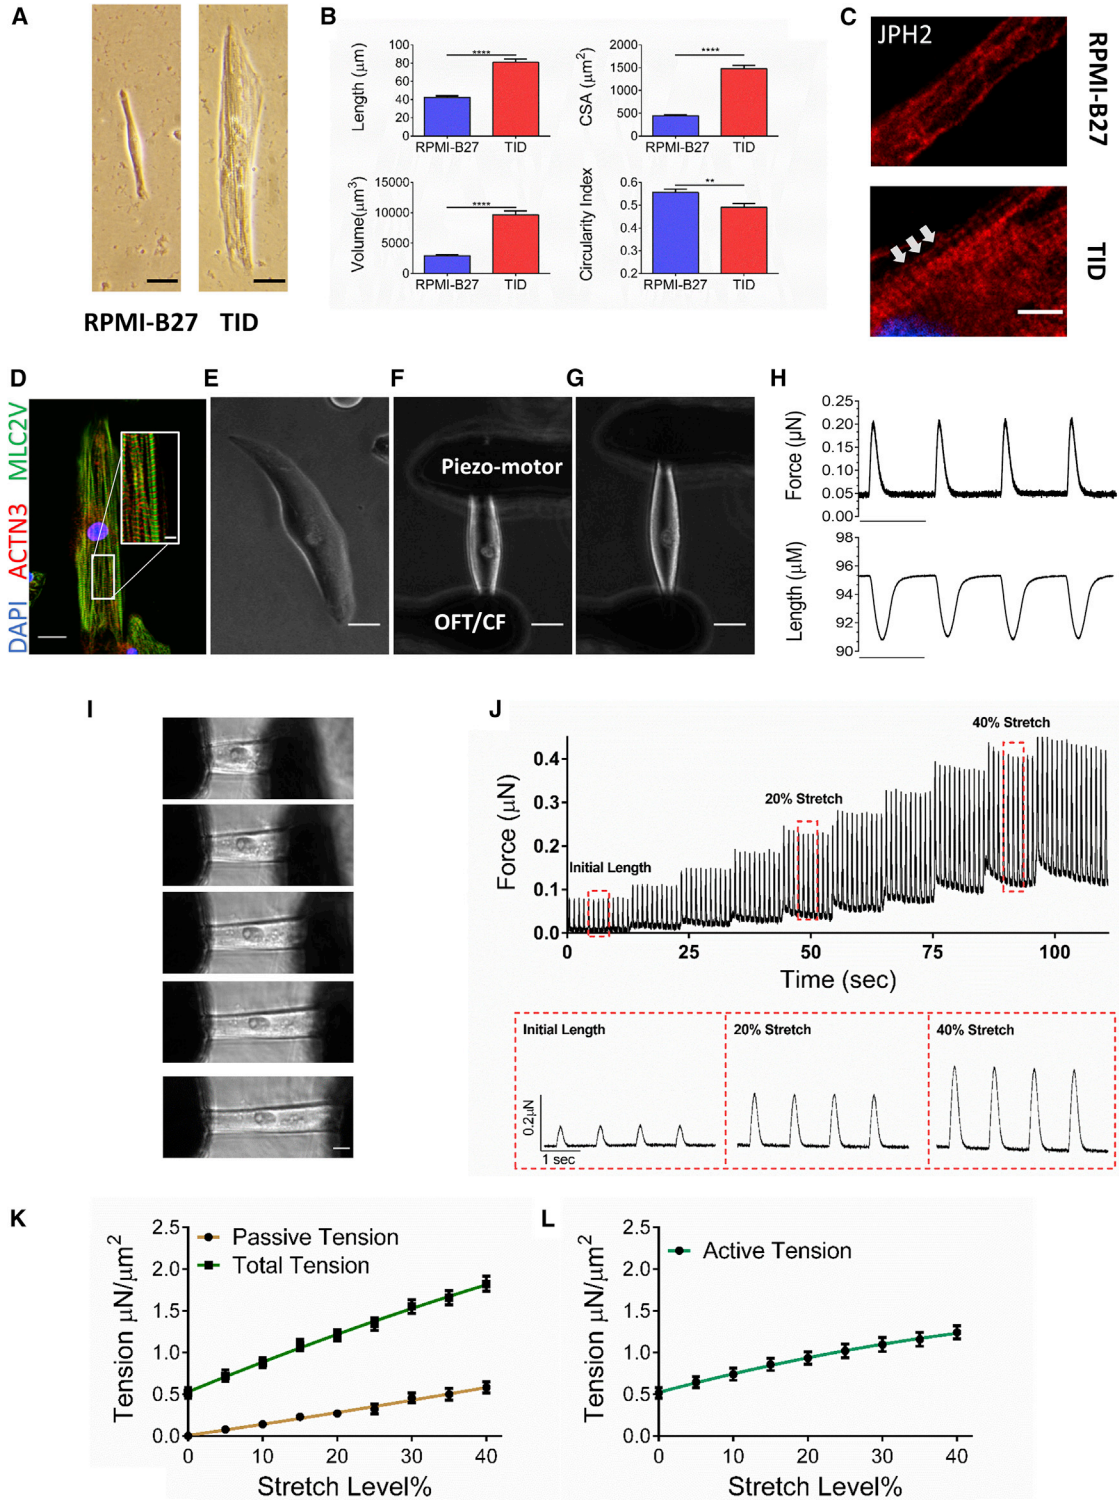 A
RPMI-B27 TID
B
Length (µm)
100
80
60
40
20
0
****
RPMI-B27 TID
CSA (µm²)
2000
1500
1000
500
0
****
RPMI-B27 TID
Volume(µm³)
15000
10000
5000
0
****
RPMI-B27 TID
Circularity Index
0.6
0.5
0.4
0.3
0.2
**
RPMI-B27 TID
C
JPH2
RPMI-B27
TID
D
DAPI ACTN3 MLC2V
E
F
Piezo-motor
OFT/CF
G
H
Force (µN)
0.25
0.20
0.15
0.10
0.05
0.00
Length (µM)
98
96
94
92
90
I
J
Force (µN)
0.4
0.3
0.2
0.1
0.0
Initial Length
20% Stretch
40% Stretch
0 25 50 75 100
Time (sec)
Initial Length
20% Stretch
40% Stretch
0.2µN
1 sec
K
Tension µN/µm²
2.5
2.0
1.5
1.0
0.5
0.0
Passive Tension
Total Tension
0 10 20 30 40
Stretch Level%
L
Tension µN/µm²
2.5
2.0
1.5
1.0
0.5
0.0
Active Tension
0 10 20 30 40
Stretch Level%